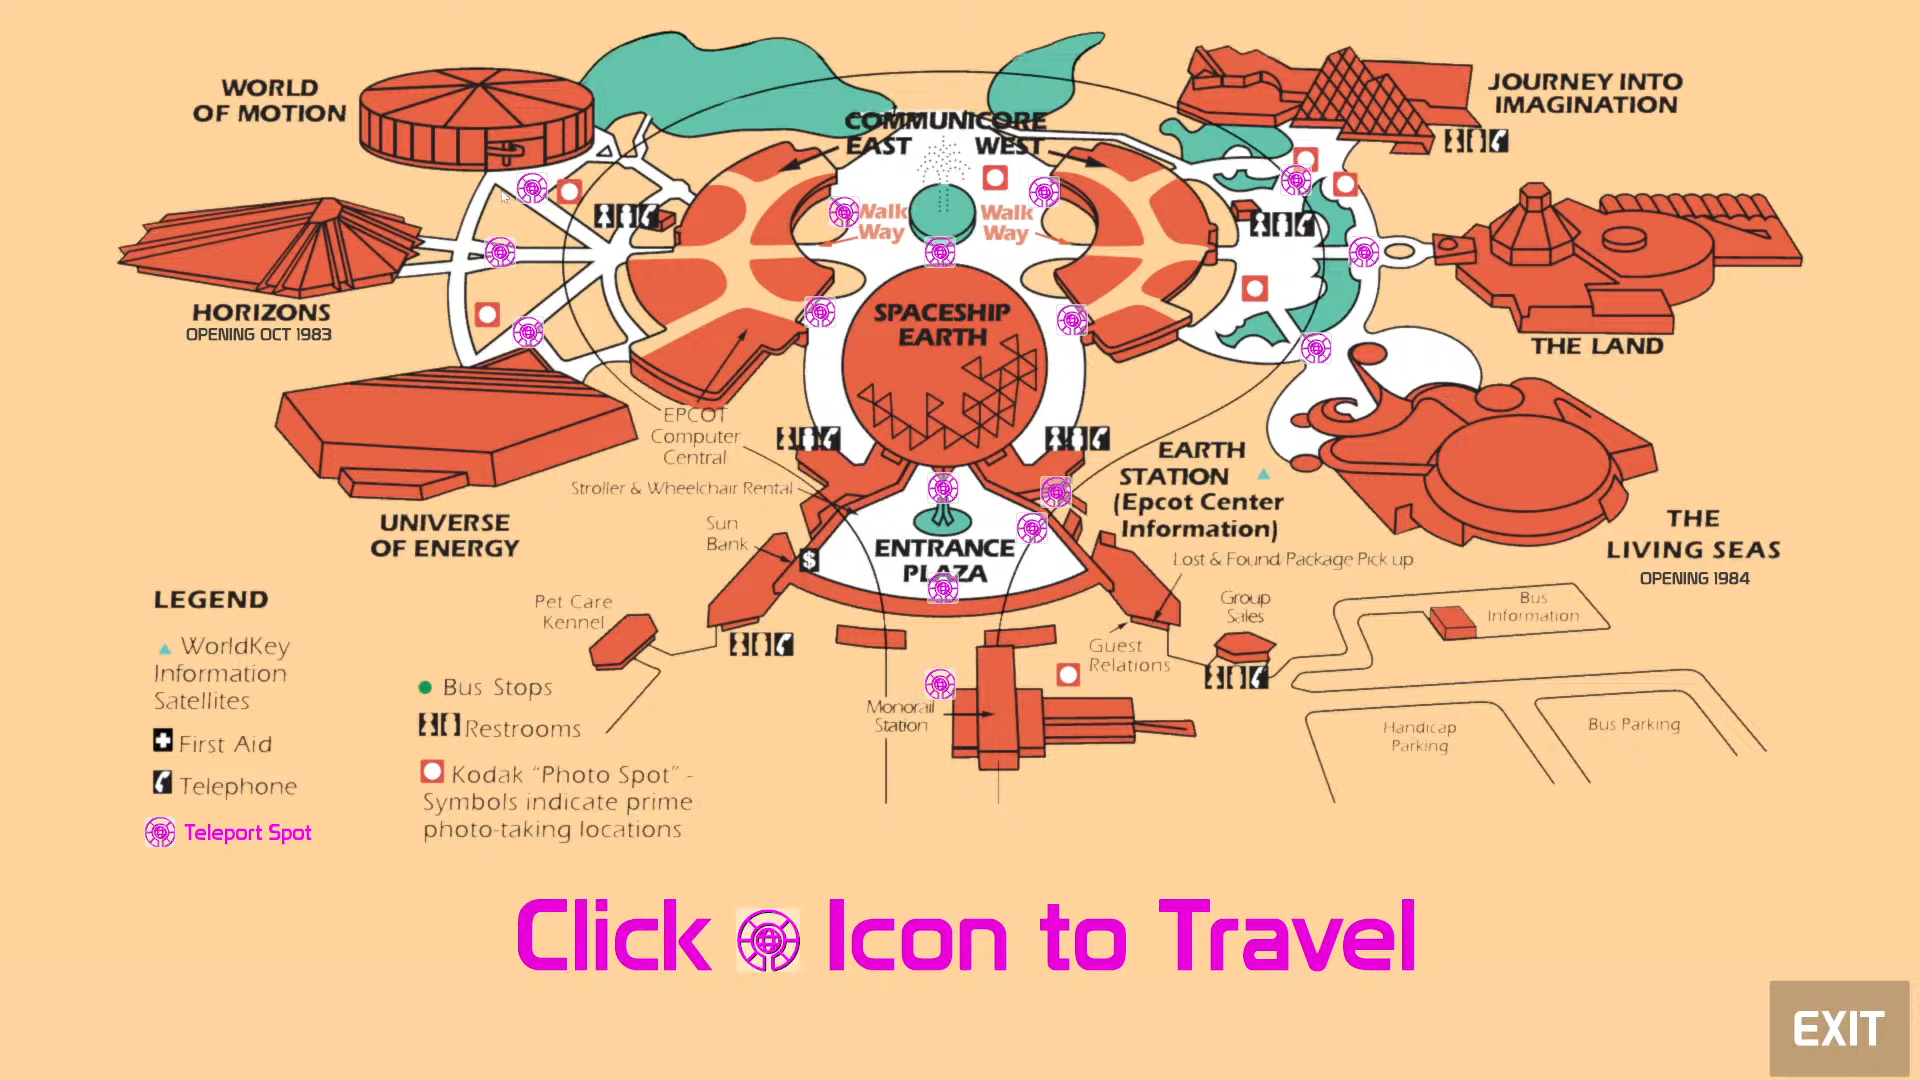 WORLD
OF MOTION
COMMUNICORE
EAST WEST
JOURNEY INTO
IMAGINATION
Walk
Way
Walk
Way
HORIZONS
OPENING OCT 1983
SPACESHIP
EARTH
THE LAND
EPCOT
Computer
Central
Stroller & Wheelchair Rental
EARTH
STATION
(Epcot Center
Information)
UNIVERSE
OF ENERGY
Sun
Bank
$
ENTRANCE
PLAZA
Lost & Found/Package Pick up
THE
LIVING SEAS
OPENING 1984
Pet Care
Kennel
Group
Sales
Bus
Information
Guest
Relations
Monorail
Station
Handicap
Parking
Bus Parking
LEGEND
WorldKey
Information
Satellites
First Aid
Telephone
Teleport Spot
Bus Stops
Restrooms
Kodak “Photo Spot” -
Symbols indicate prime
photo-taking locations
Click Icon to Travel
EXIT